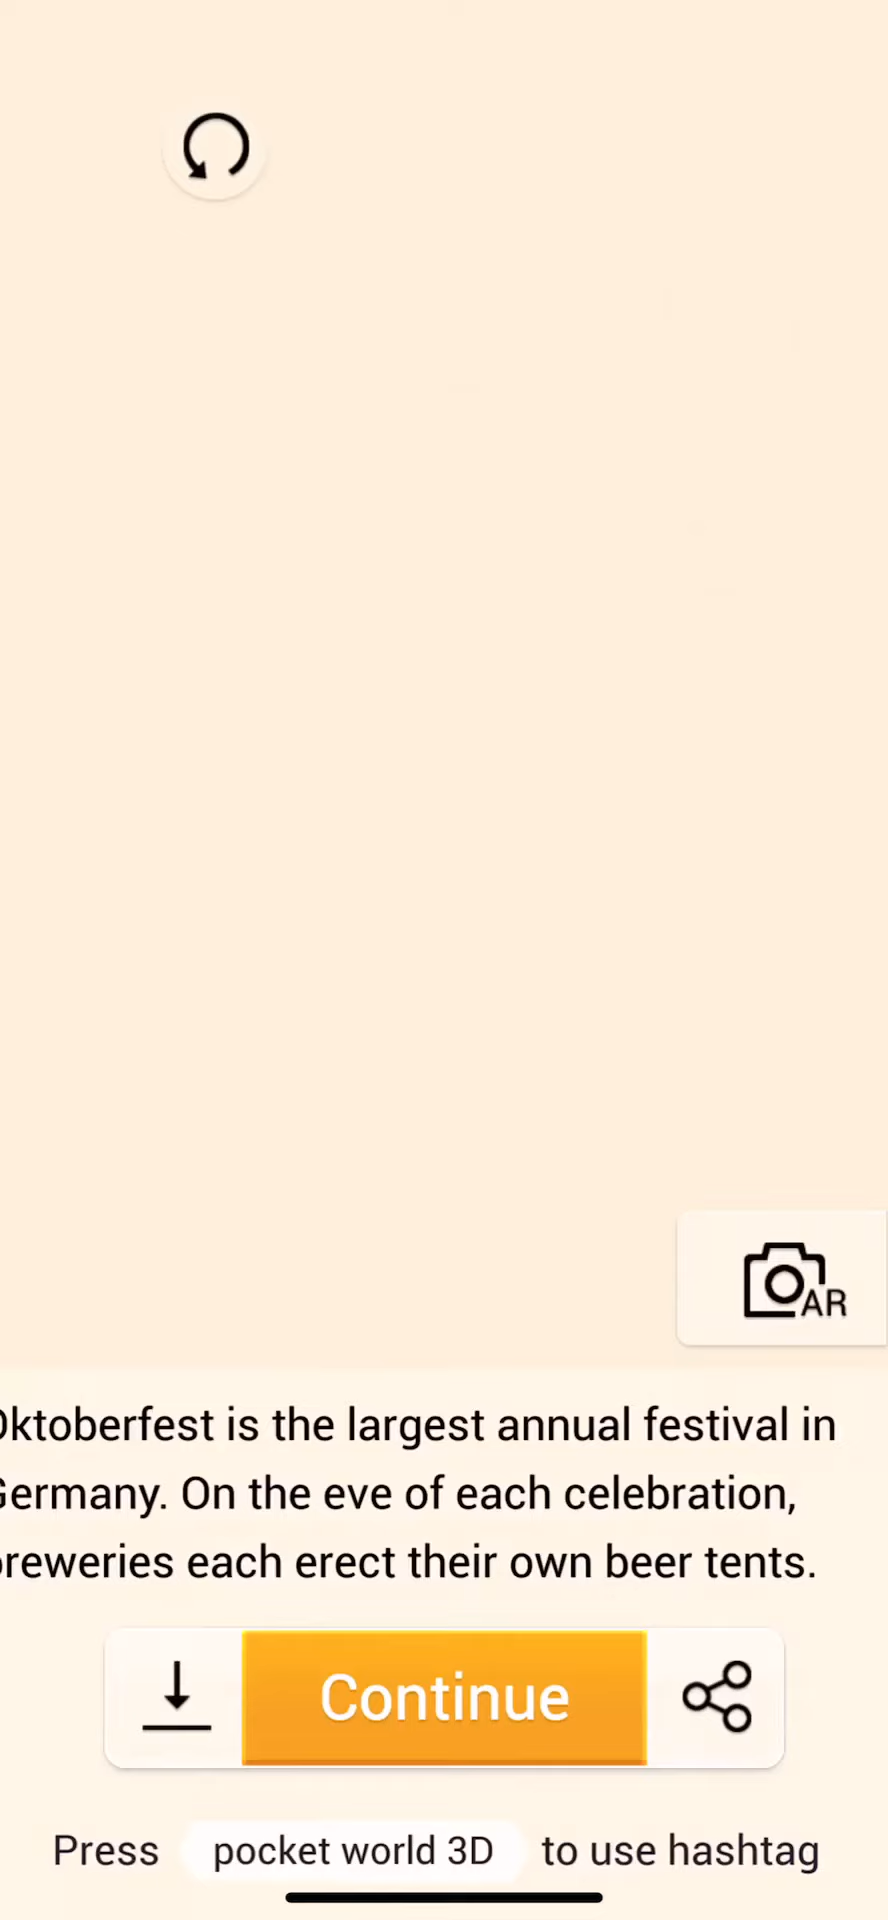 AR
Oktoberfest is the largest annual festival in
Germany. On the eve of each celebration,
breweries each erect their own beer tents.
Continue
Press pocket world 3D to use hashtag